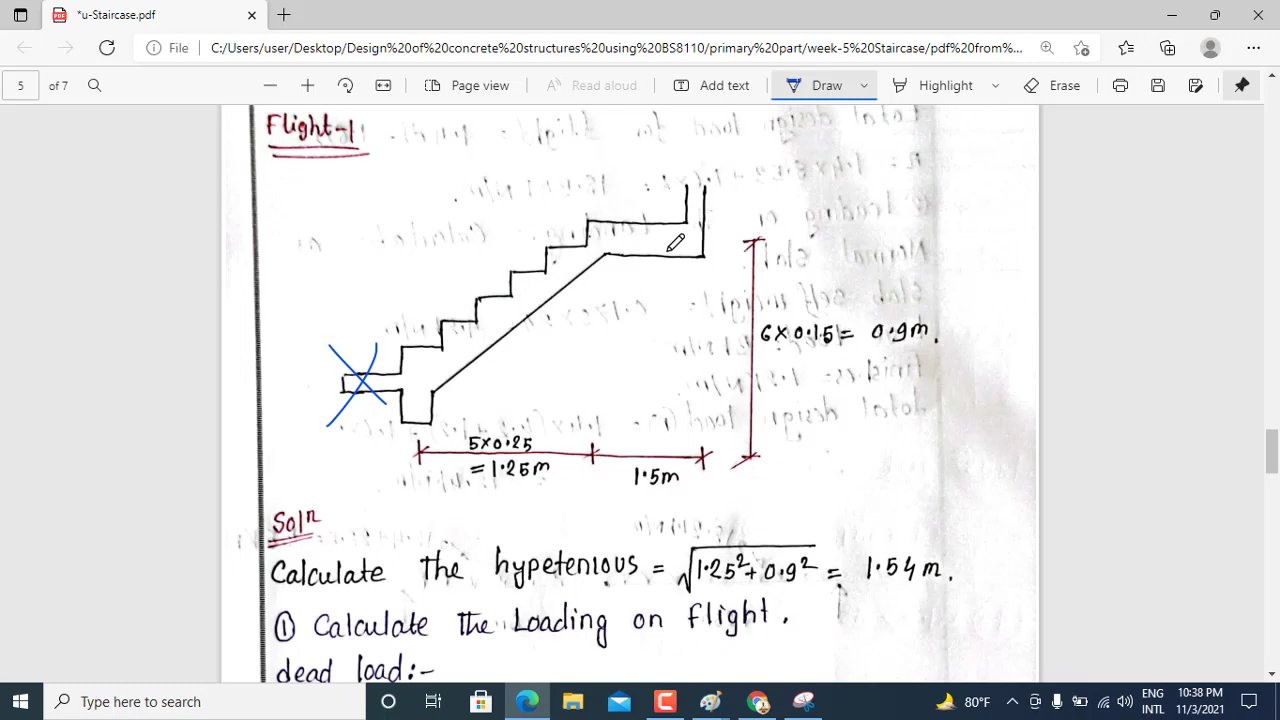 *u-Staircase.pdf
File C:/Users/user/Desktop/Design%20of%20concrete%20structures%20using%20BS8110/primary%20part/week-5%20Staircase/pdf%20from%...
5 of 7 Page view Read aloud Add text Draw Highlight Erase
Flight-1
6×0.15= 0.9m.
5×0.25
=1.25m
1.5m
Solⁿ
Calculate the hypetenious = √1.25²+0.9² = 1.54m.
① Calculate the Loading on flight.
dead load:-
Type here to search
80°F
ENG
INTL
10:38 PM
11/3/2021